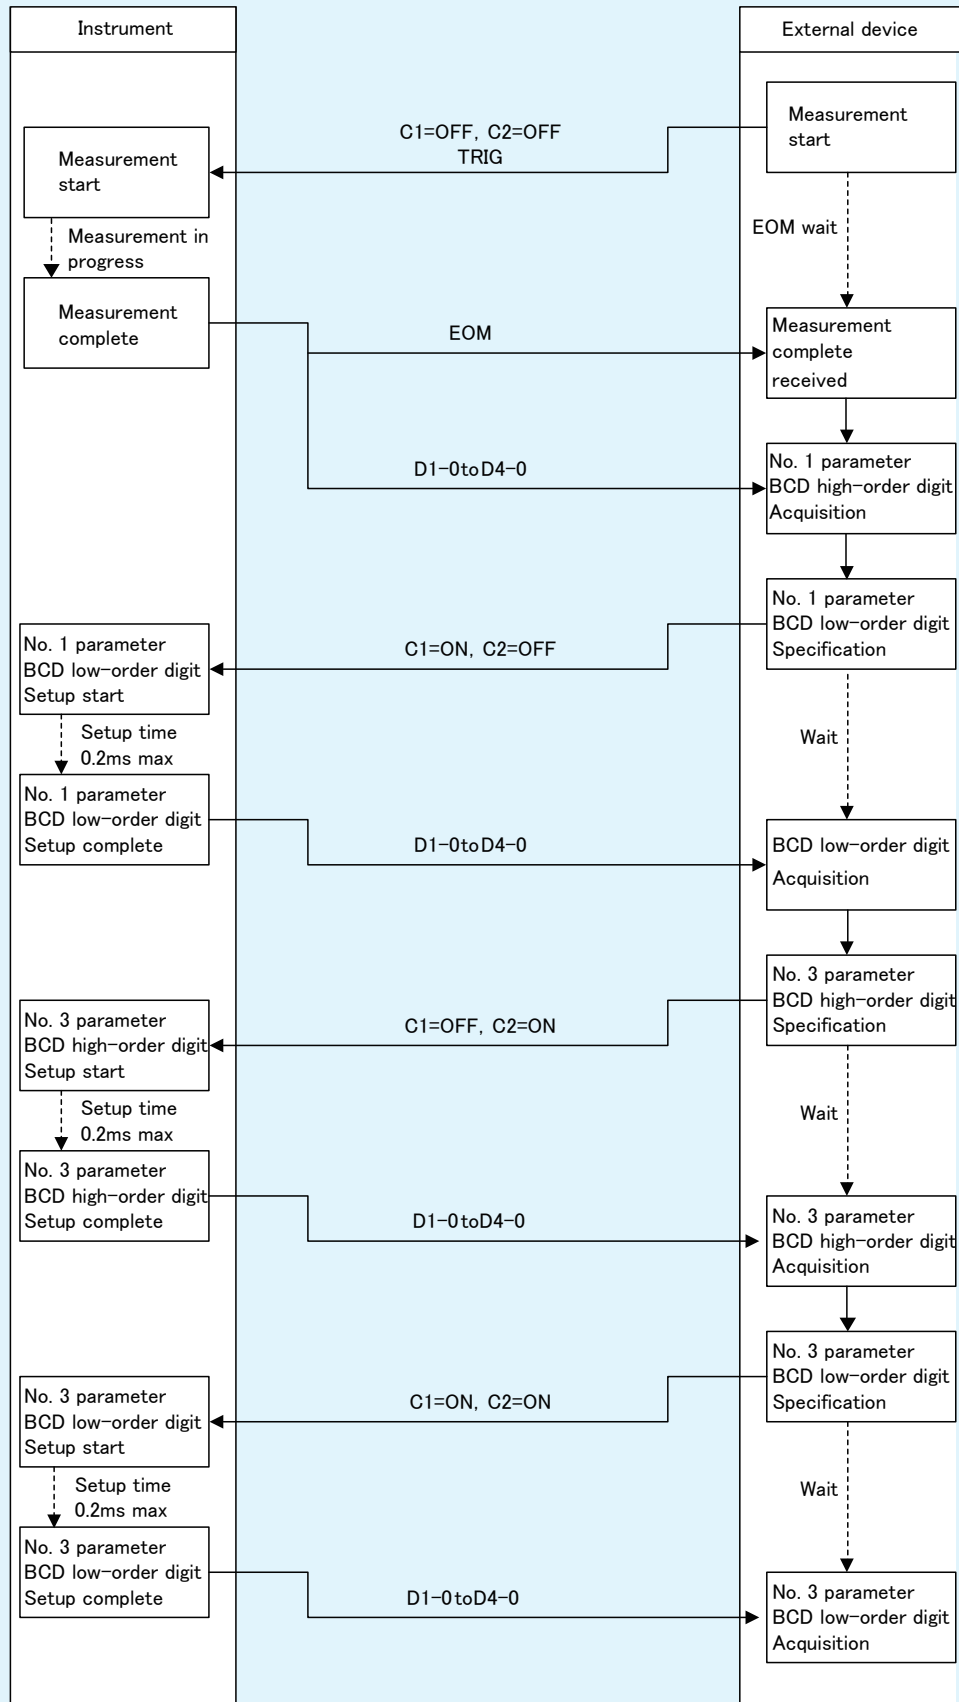 Instrument
External device
Measurement
start
C1=OFF, C2=OFF
TRIG
Measurement
start
EOM wait
Measurement in
progress
Measurement
complete
EOM
Measurement
complete
received
D1-0toD4-0
No. 1 parameter
BCD high-order digit
Acquisition
No. 1 parameter
BCD low-order digit
Specification
C1=ON, C2=OFF
No. 1 parameter
BCD low-order digit
Setup start
Setup time
0.2ms max
Wait
No. 1 parameter
BCD low-order digit
Setup complete
D1-0toD4-0
BCD low-order digit
Acquisition
No. 3 parameter
BCD high-order digit
Specification
C1=OFF, C2=ON
No. 3 parameter
BCD high-order digit
Setup start
Setup time
0.2ms max
Wait
No. 3 parameter
BCD high-order digit
Setup complete
D1-0toD4-0
No. 3 parameter
BCD high-order digit
Acquisition
No. 3 parameter
BCD low-order digit
Specification
C1=ON, C2=ON
No. 3 parameter
BCD low-order digit
Setup start
Setup time
0.2ms max
Wait
No. 3 parameter
BCD low-order digit
Setup complete
D1-0toD4-0
No. 3 parameter
BCD low-order digit
Acquisition